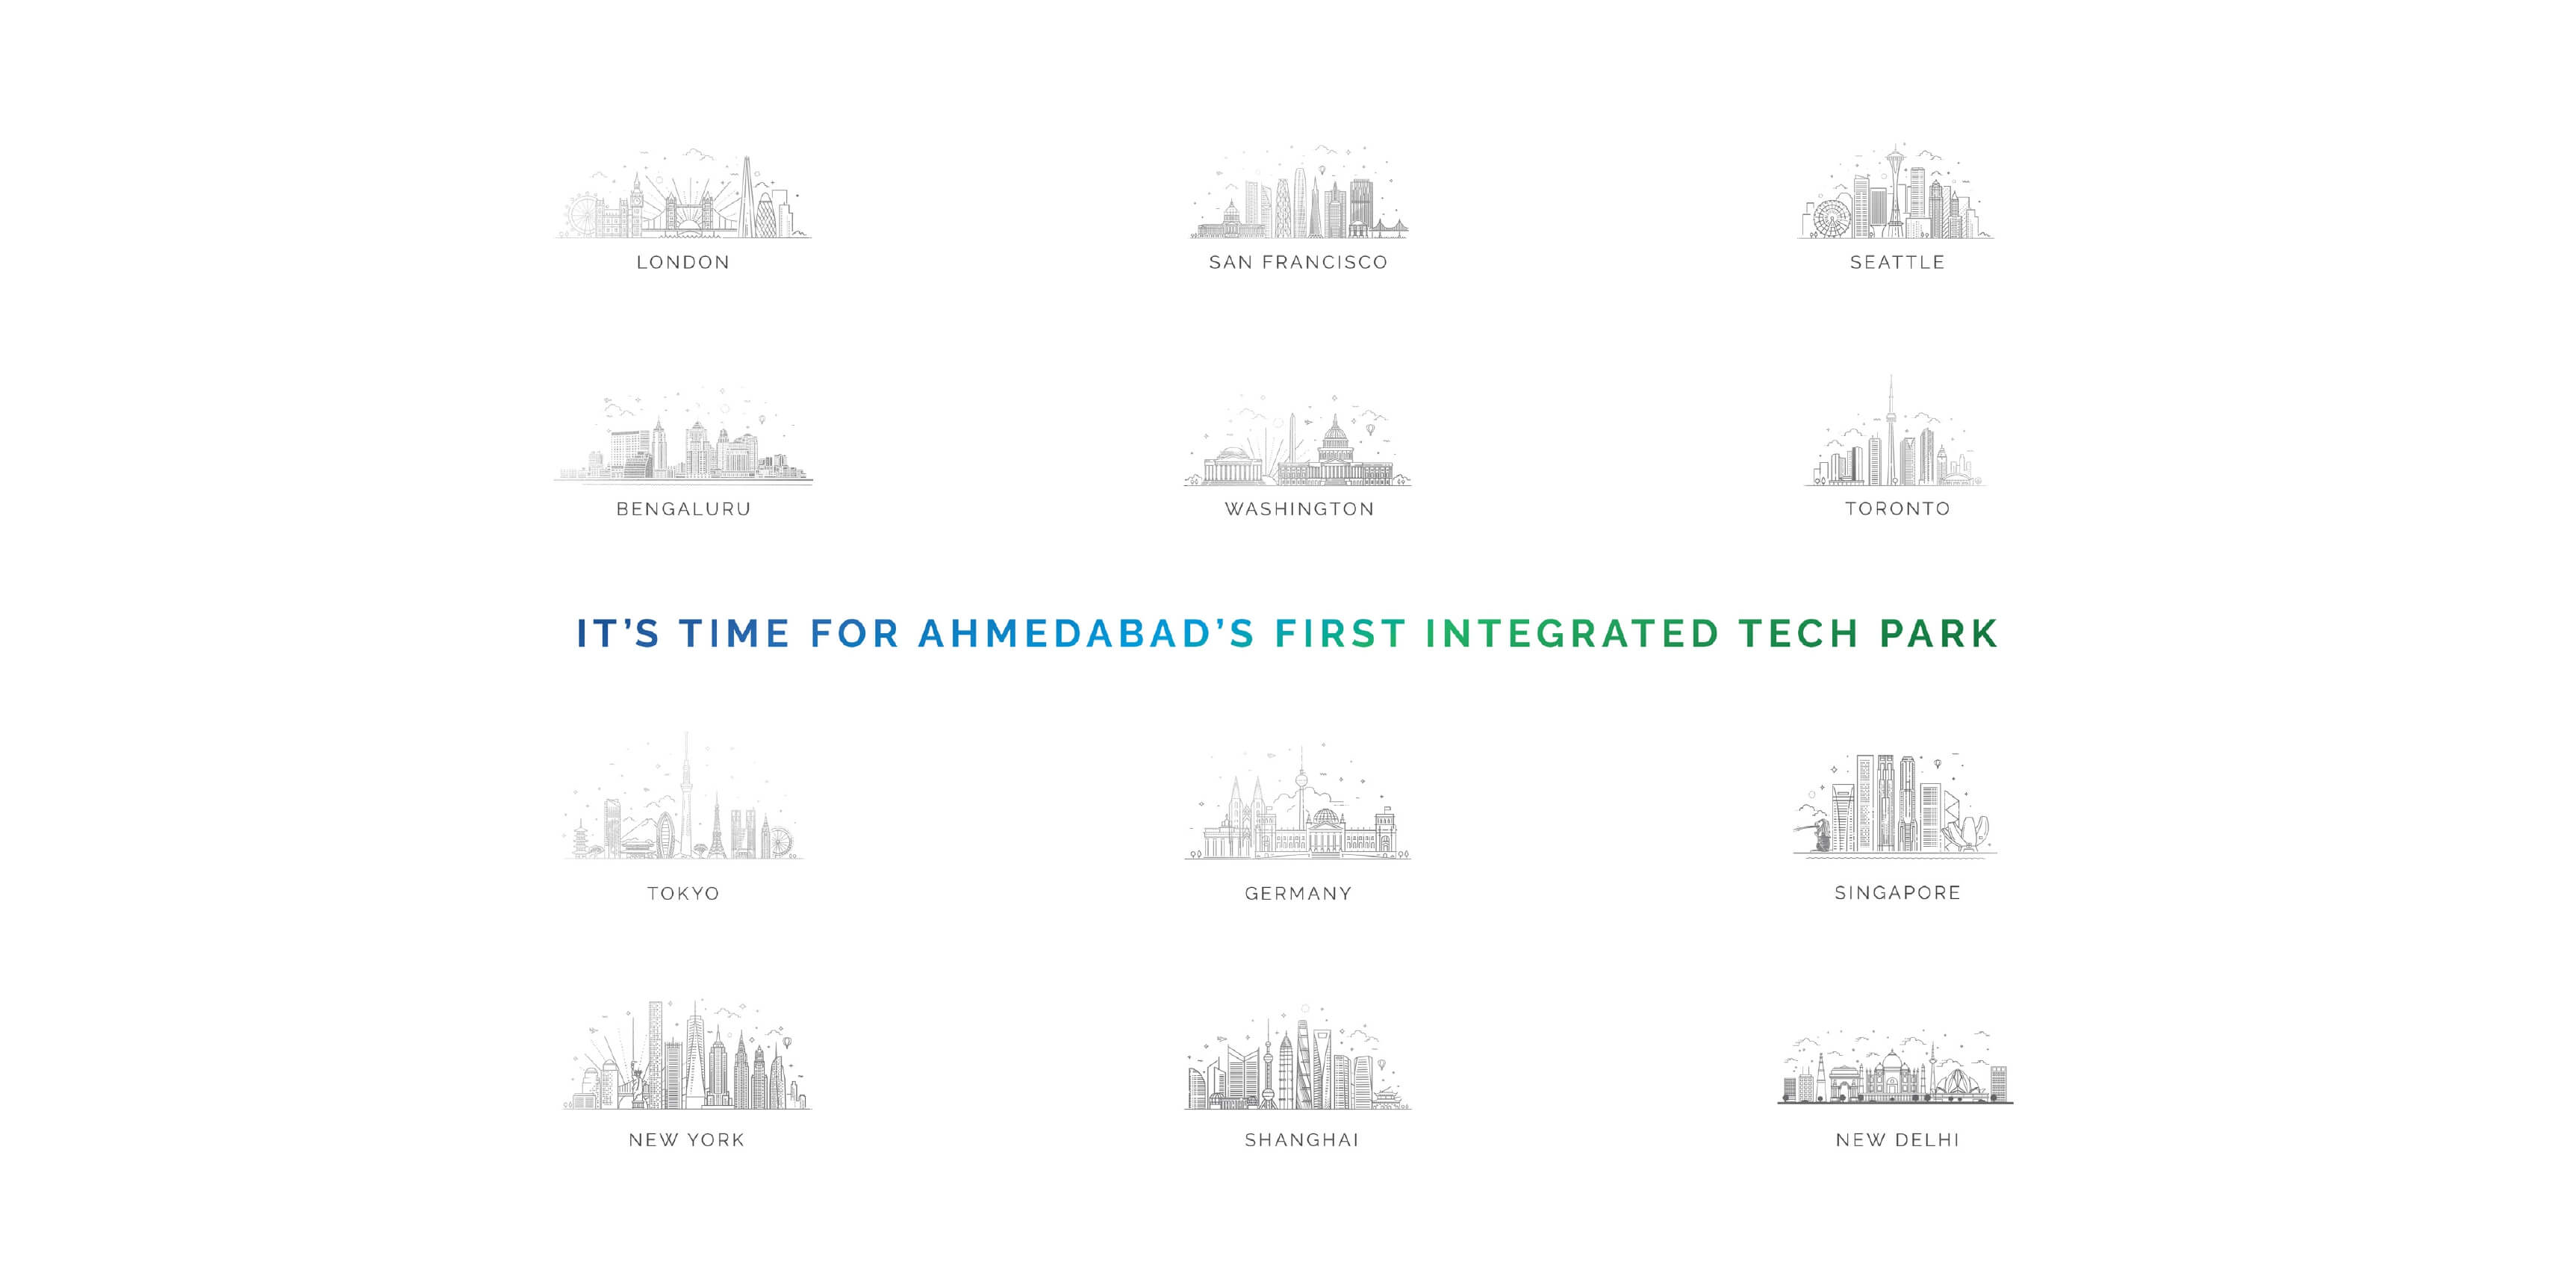 LONDON
SAN FRANCISCO
SEATTLE
BENGALURU
WASHINGTON
TORONTO
IT’S TIME FOR AHMEDABAD’S FIRST INTEGRATED TECH PARK
TOKYO
GERMANY
SINGAPORE
NEW YORK
SHANGHAI
NEW DELHI